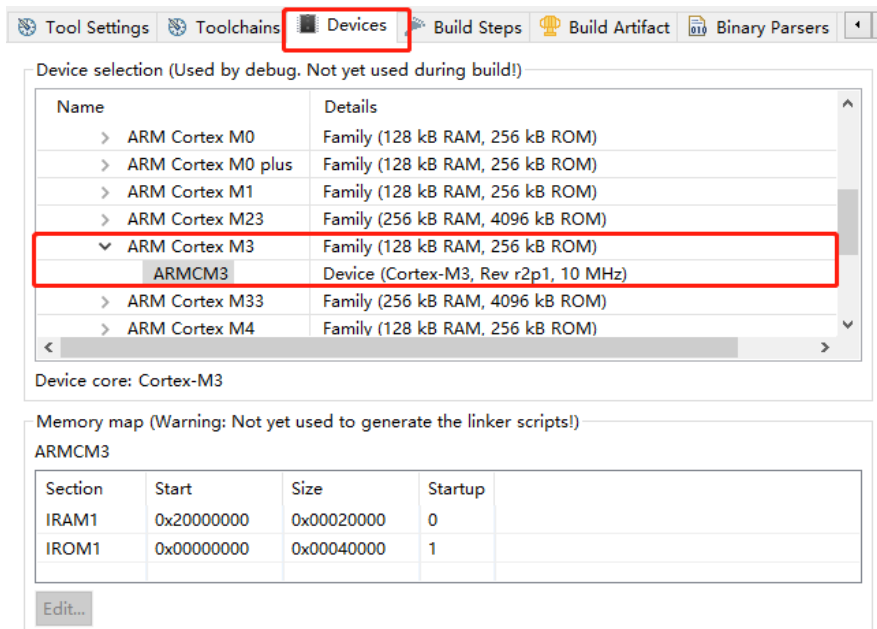 Tool Settings Toolchains Devices Build Steps Build Artifact Binary Parsers
Device selection (Used by debug. Not yet used during build!)
Name Details
ARM Cortex M0 Family (128 kB RAM, 256 kB ROM)
ARM Cortex M0 plus Family (128 kB RAM, 256 kB ROM)
ARM Cortex M1 Family (128 kB RAM, 256 kB ROM)
ARM Cortex M23 Family (256 kB RAM, 4096 kB ROM)
ARM Cortex M3 Family (128 kB RAM, 256 kB ROM)
ARMCM3 Device (Cortex-M3, Rev r2p1, 10 MHz)
ARM Cortex M33 Family (256 kB RAM, 4096 kB ROM)
ARM Cortex M4 Family (128 kB RAM, 256 kB ROM)
Device core: Cortex-M3
Memory map (Warning: Not yet used to generate the linker scripts!)
ARMCM3
Section Start Size Startup
IRAM1 0x20000000 0x00020000 0
IROM1 0x00000000 0x00040000 1
Edit...